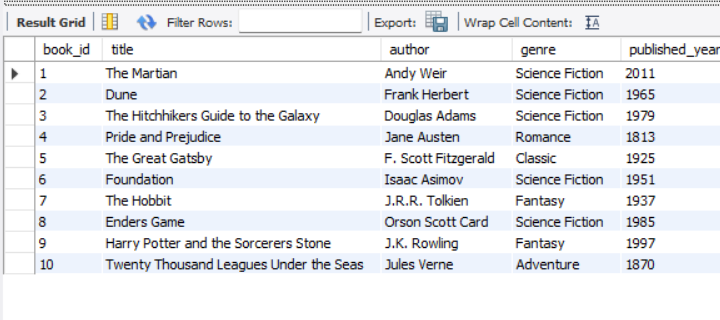 Result Grid Filter Rows: Export: Wrap Cell Content: IA
book_id title author genre published_year
1 The Martian Andy Weir Science Fiction 2011
2 Dune Frank Herbert Science Fiction 1965
3 The Hitchhikers Guide to the Galaxy Douglas Adams Science Fiction 1979
4 Pride and Prejudice Jane Austen Romance 1813
5 The Great Gatsby F. Scott Fitzgerald Classic 1925
6 Foundation Isaac Asimov Science Fiction 1951
7 The Hobbit J.R.R. Tolkien Fantasy 1937
8 Enders Game Orson Scott Card Science Fiction 1985
9 Harry Potter and the Sorcerers Stone J.K. Rowling Fantasy 1997
10 Twenty Thousand Leagues Under the Seas Jules Verne Adventure 1870